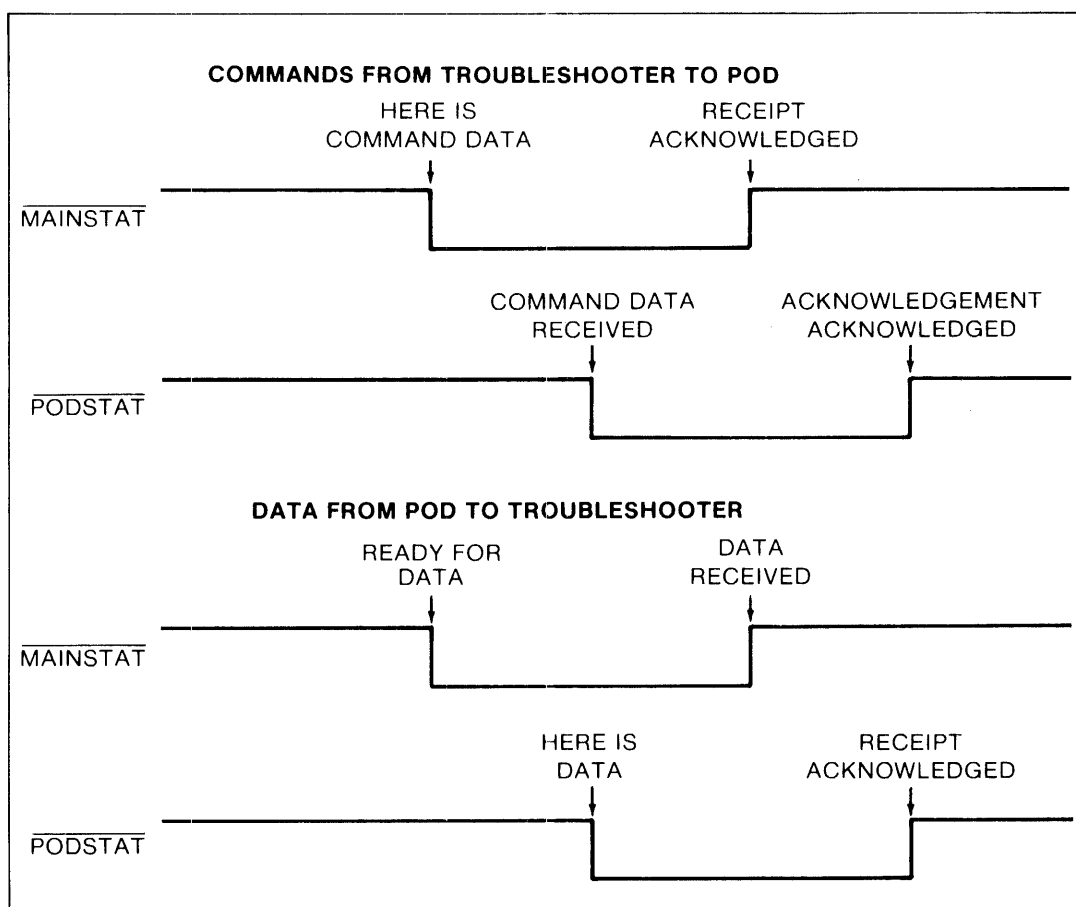 COMMANDS FROM TROUBLESHOOTER TO POD
HERE IS
COMMAND DATA
RECEIPT
ACKNOWLEDGED
MAINSTAT
COMMAND DATA
RECEIVED
ACKNOWLEDGEMENT
ACKNOWLEDGED
PODSTAT
DATA FROM POD TO TROUBLESHOOTER
READY FOR
DATA
DATA
RECEIVED
MAINSTAT
HERE IS
DATA
RECEIPT
ACKNOWLEDGED
PODSTAT